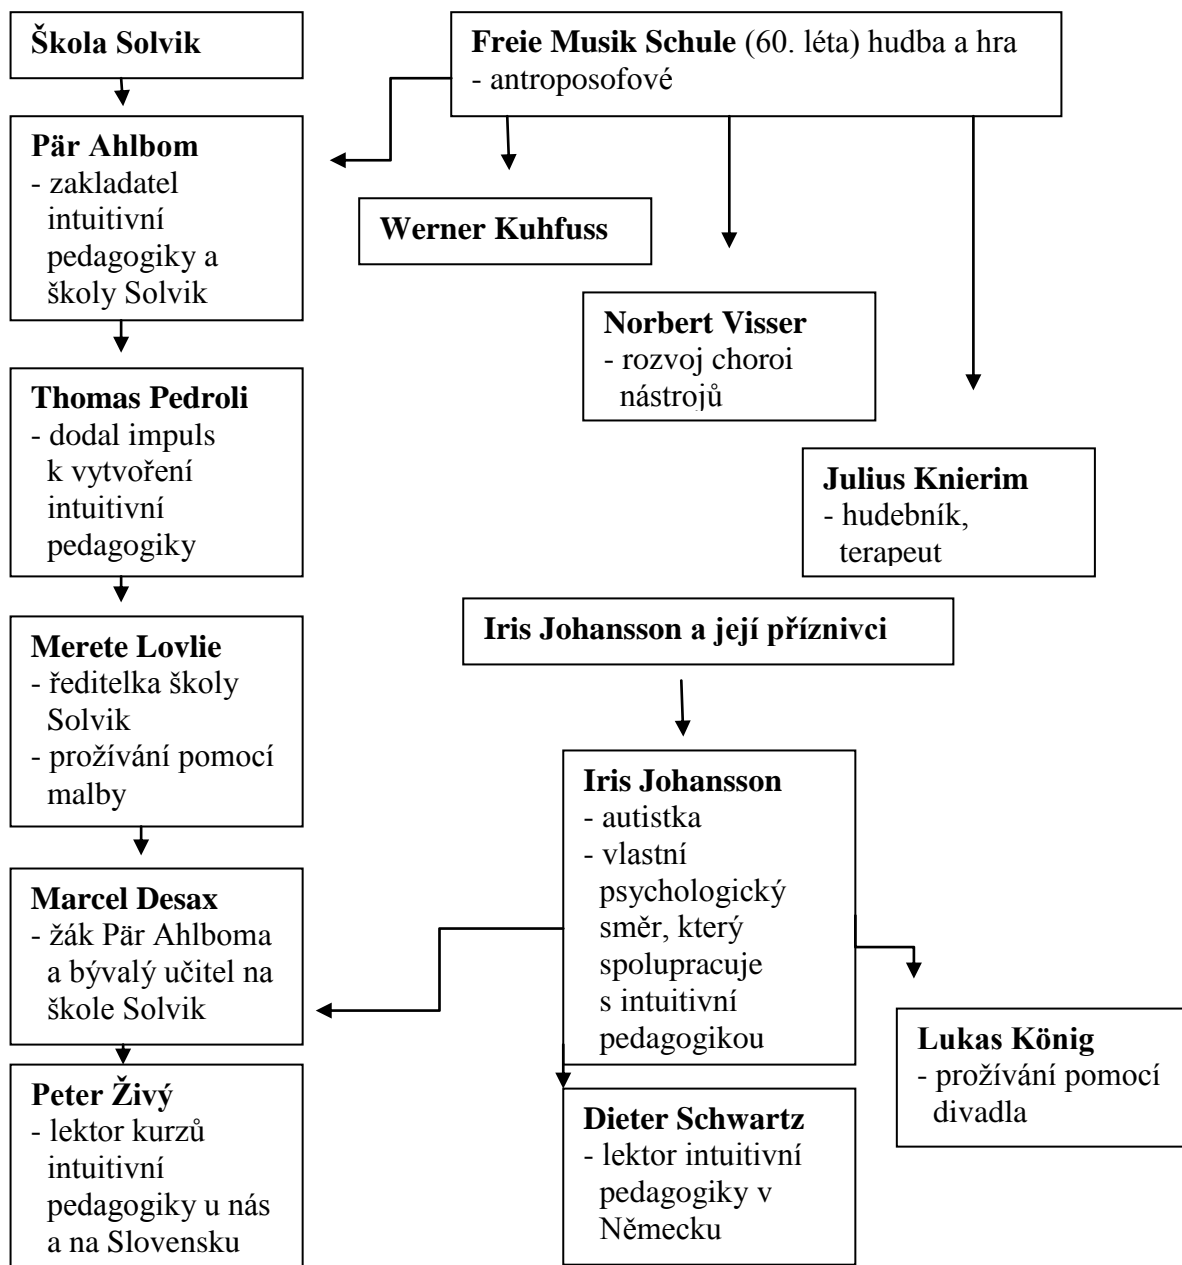 Škola Solvik
Freie Musik Schule (60. léta) hudba a hra
- antroposofové
Pär Ahlbom
- zakladatel
intuitivní
pedagogiky a
školy Solvik
Werner Kuhfuss
Norbert Visser
- rozvoj choroi
nástrojů
Thomas Pedroli
- dodal impuls
k vytvoření
intuitivní
pedagogiky
Julius Knierim
- hudebník,
terapeut
Iris Johansson a její příznivci
Merete Lovlie
- ředitelka školy
Solvik
- prožívání pomocí
malby
Iris Johansson
- autistka
- vlastní
psychologický
směr, který
spolupracuje
s intuitivní
pedagogikou
Marcel Desax
- žák Pär Ahlboma
a bývalý učitel na
škole Solvik
Lukas König
- prožívání pomocí
divadla
Peter Živý
- lektor kurzů
intuitivní
pedagogiky u nás
a na Slovensku
Dieter Schwartz
- lektor intuitivní
pedagogiky v
Německu